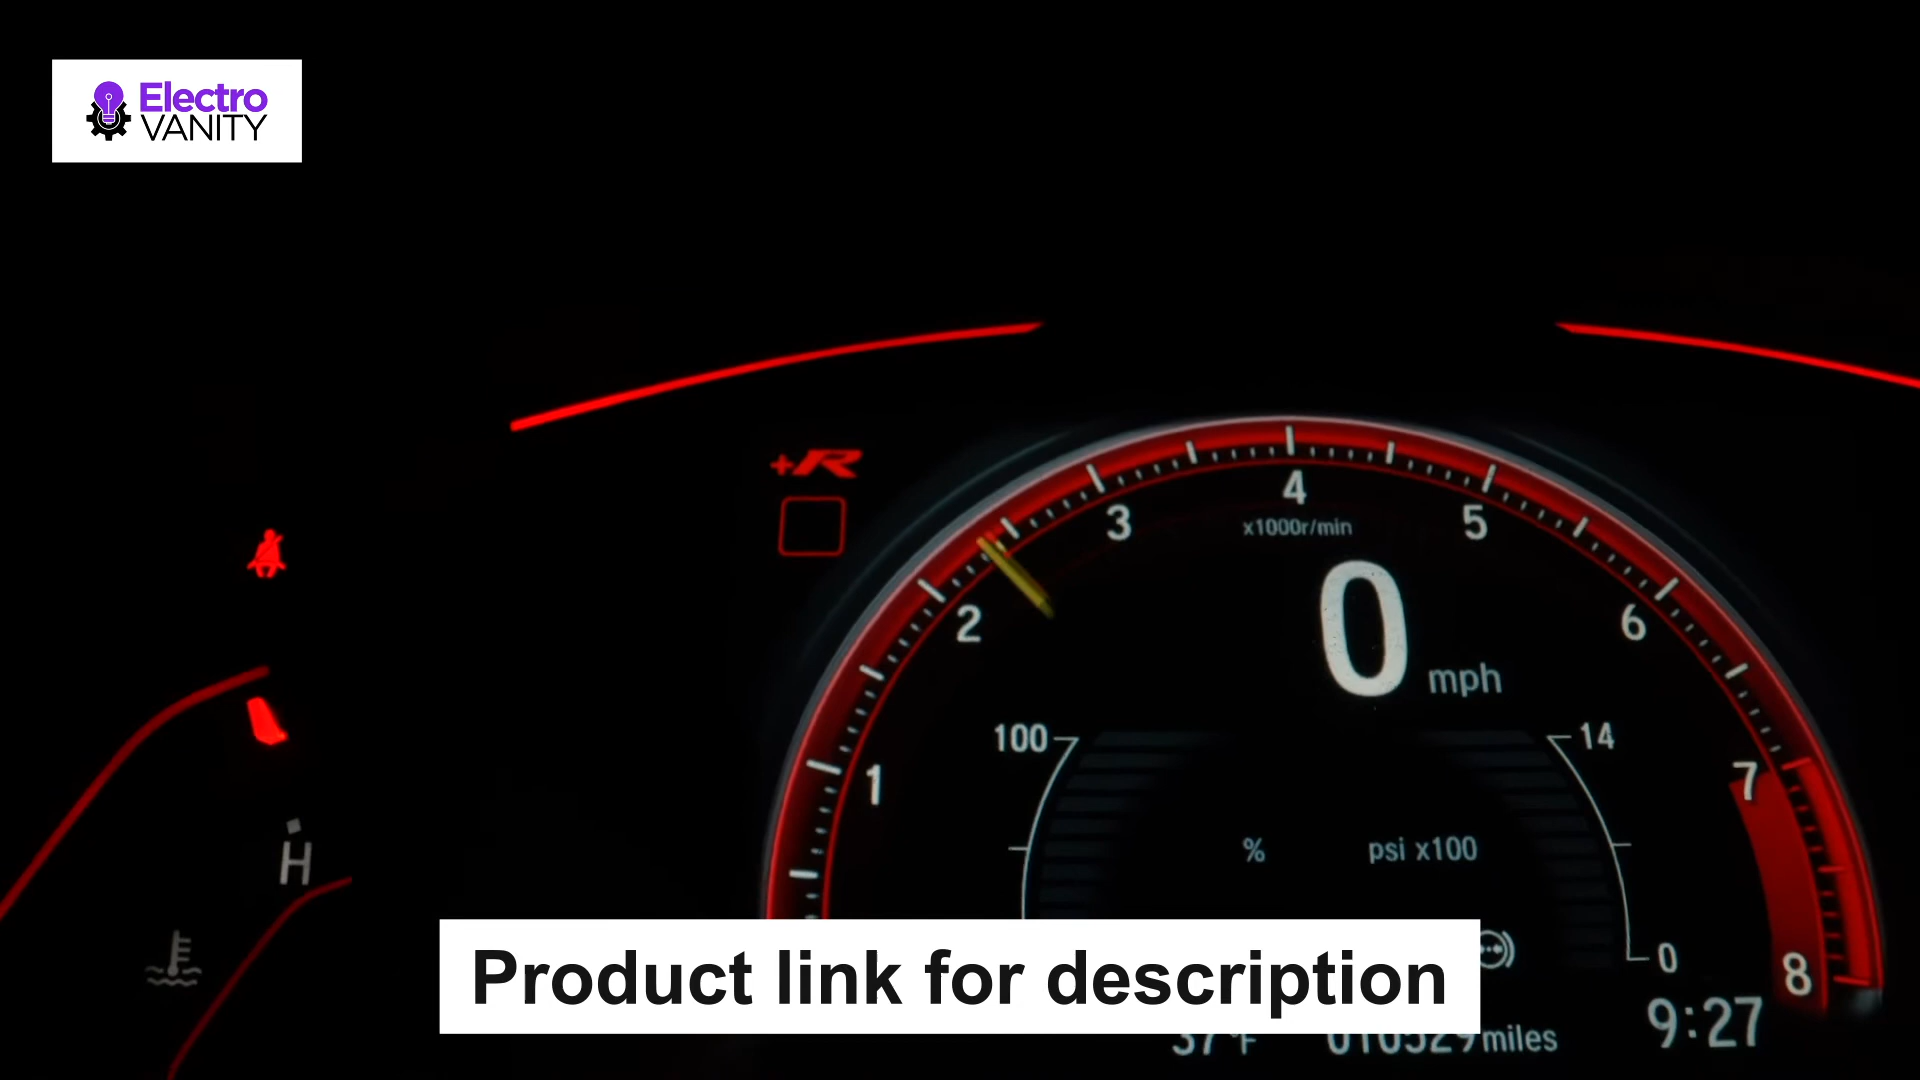 Electro
VANITY
+R
4
3
5
x1000r/min
2
6
0 mph
100
14
1
7
% psi x100
H
0
8
Product link for description
9:27
37°F 010529 miles